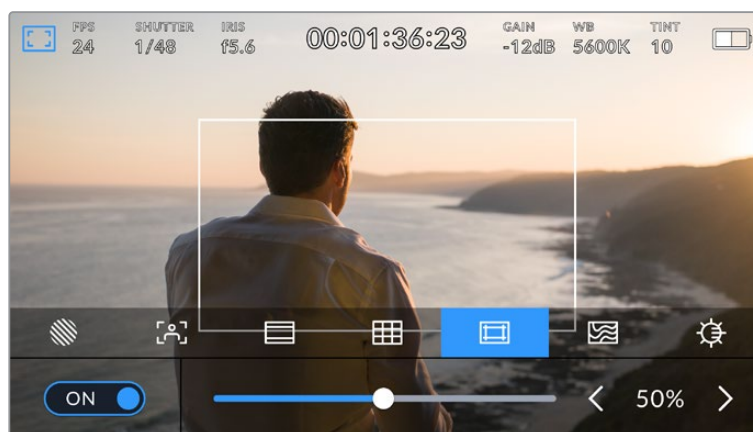 FPS SHUTTER IRIS 00:01:36:23 GAIN WB TINT
24 1/48 f5.6 -12dB 5600K 10
ON 50%